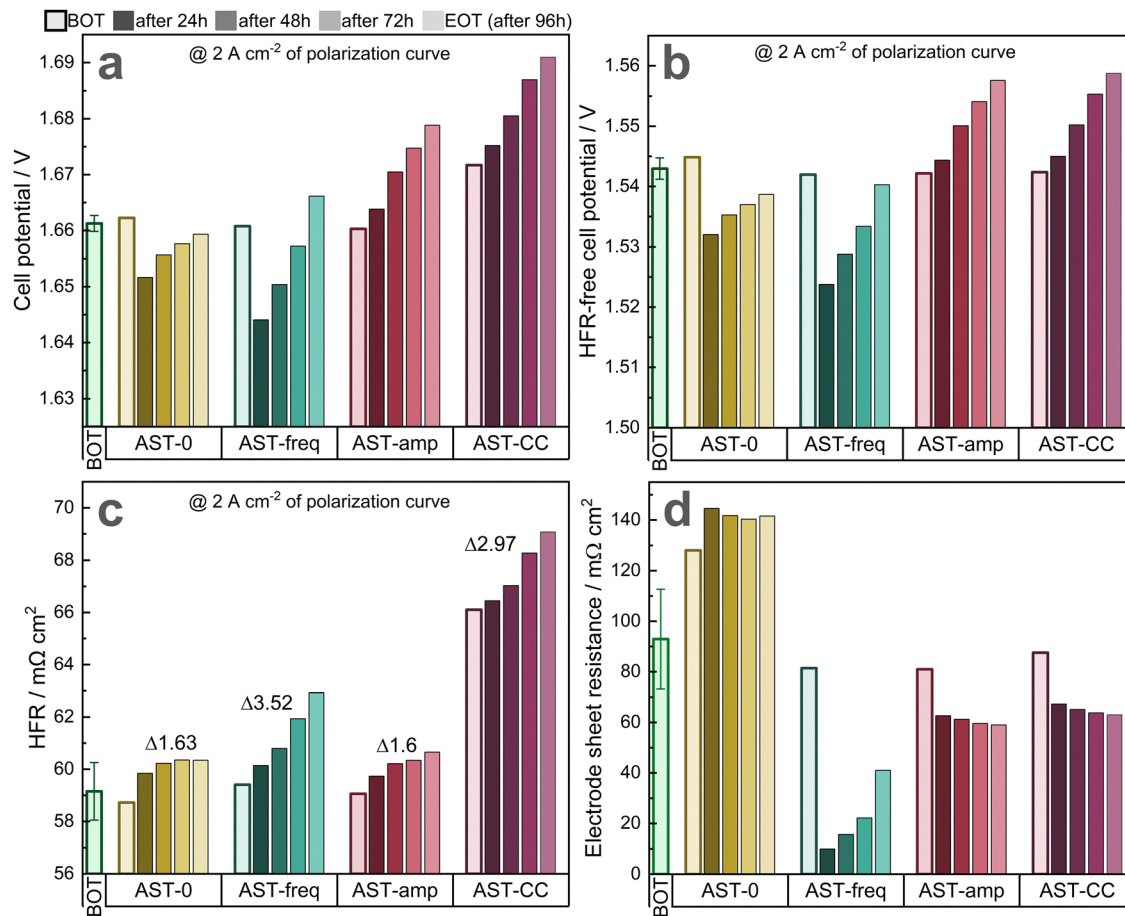 BOT after 24h after 48h after 72h EOT (after 96h)
a
@ 2 A cm-2 of polarization curve
Cell potential / V
1.69
1.68
1.67
1.66
1.65
1.64
1.63
BOT
AST-0
AST-freq
AST-amp
AST-CC
b
@ 2 A cm-2 of polarization curve
HFR-free cell potential / V
1.56
1.55
1.54
1.53
1.52
1.51
1.50
BOT
AST-0
AST-freq
AST-amp
AST-CC
c
@ 2 A cm-2 of polarization curve
HFR / mΩ cm2
70
68
66
64
62
60
58
56
Δ1.63
Δ3.52
Δ1.6
Δ2.97
BOT
AST-0
AST-freq
AST-amp
AST-CC
d
Electrode sheet resistance / mΩ cm2
140
120
100
80
60
40
20
0
BOT
AST-0
AST-freq
AST-amp
AST-CC